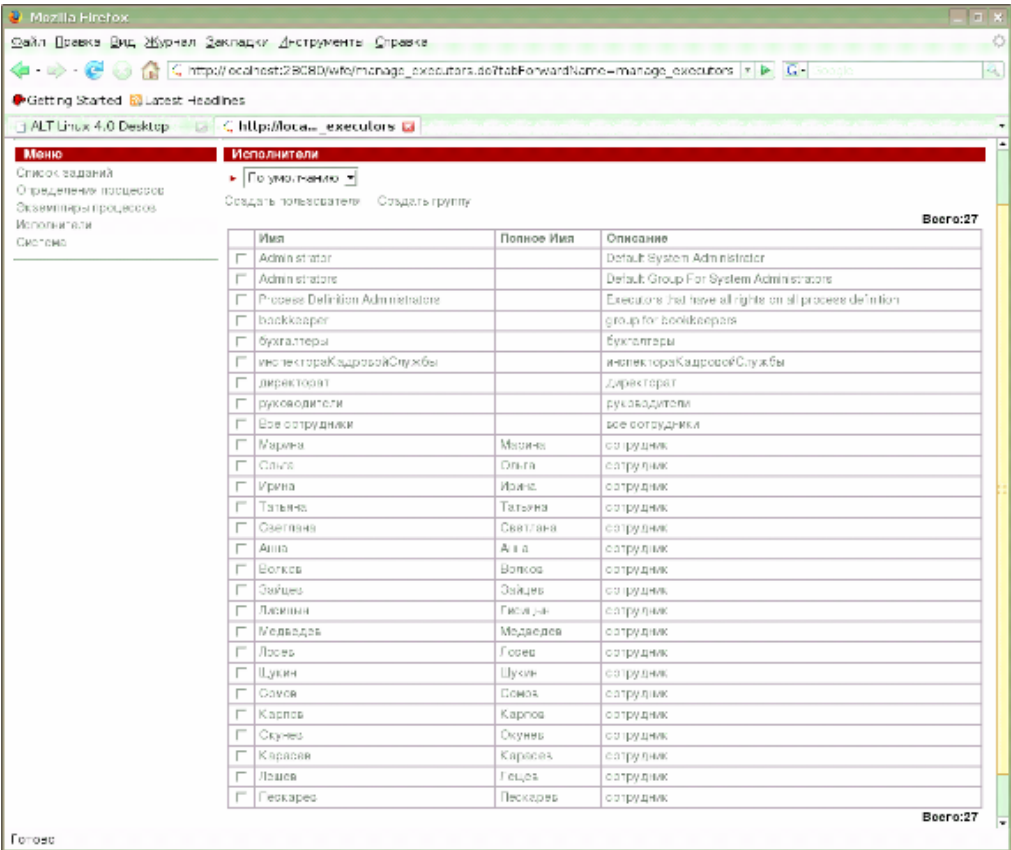 Mozilla Firefox
Файл Правка Вид Журнал Закладки Инструменты Справка
http://localhost:28080/wfe/manage_executors.do?tabForwardName=manage_executors G Google
Getting Started Latest Headlines
ALT Linux 4.0 Desktop http://loca..._executors
Меню
Список заданий
Определения процессов
Экземпляры процессов
Исполнители
Система
Исполнители
По умолчанию
Создать пользователя Создать группу
Всего:27
Имя Полное Имя Описание
Administrator Default System Administrator
Administrators Default Group For System Administrators
Process Definition Administrators Executors that have all rights on all process definition
bookkeeper group for bookkeepers
бухгалтеры бухгалтеры
инспектораКадровойСлужбы инспектораКадровойСлужбы
директорат директорат
руководители руководители
Все сотрудники все сотрудники
Марина Марина сотрудник
Ольга Ольга сотрудник
Ирина Ирина сотрудник
Татьяна Татьяна сотрудник
Светлана Светлана сотрудник
Анна Анна сотрудник
Волков Волков сотрудник
Зайцев Зайцев сотрудник
Лисицын Лисицын сотрудник
Медведев Медведев сотрудник
Лосев Лосев сотрудник
Щукин Щукин сотрудник
Сомов Сомов сотрудник
Карпов Карпов сотрудник
Окунев Окунев сотрудник
Карасев Карасев сотрудник
Лещев Лещев сотрудник
Пескарев Пескарев сотрудник
Всего:27
Готово